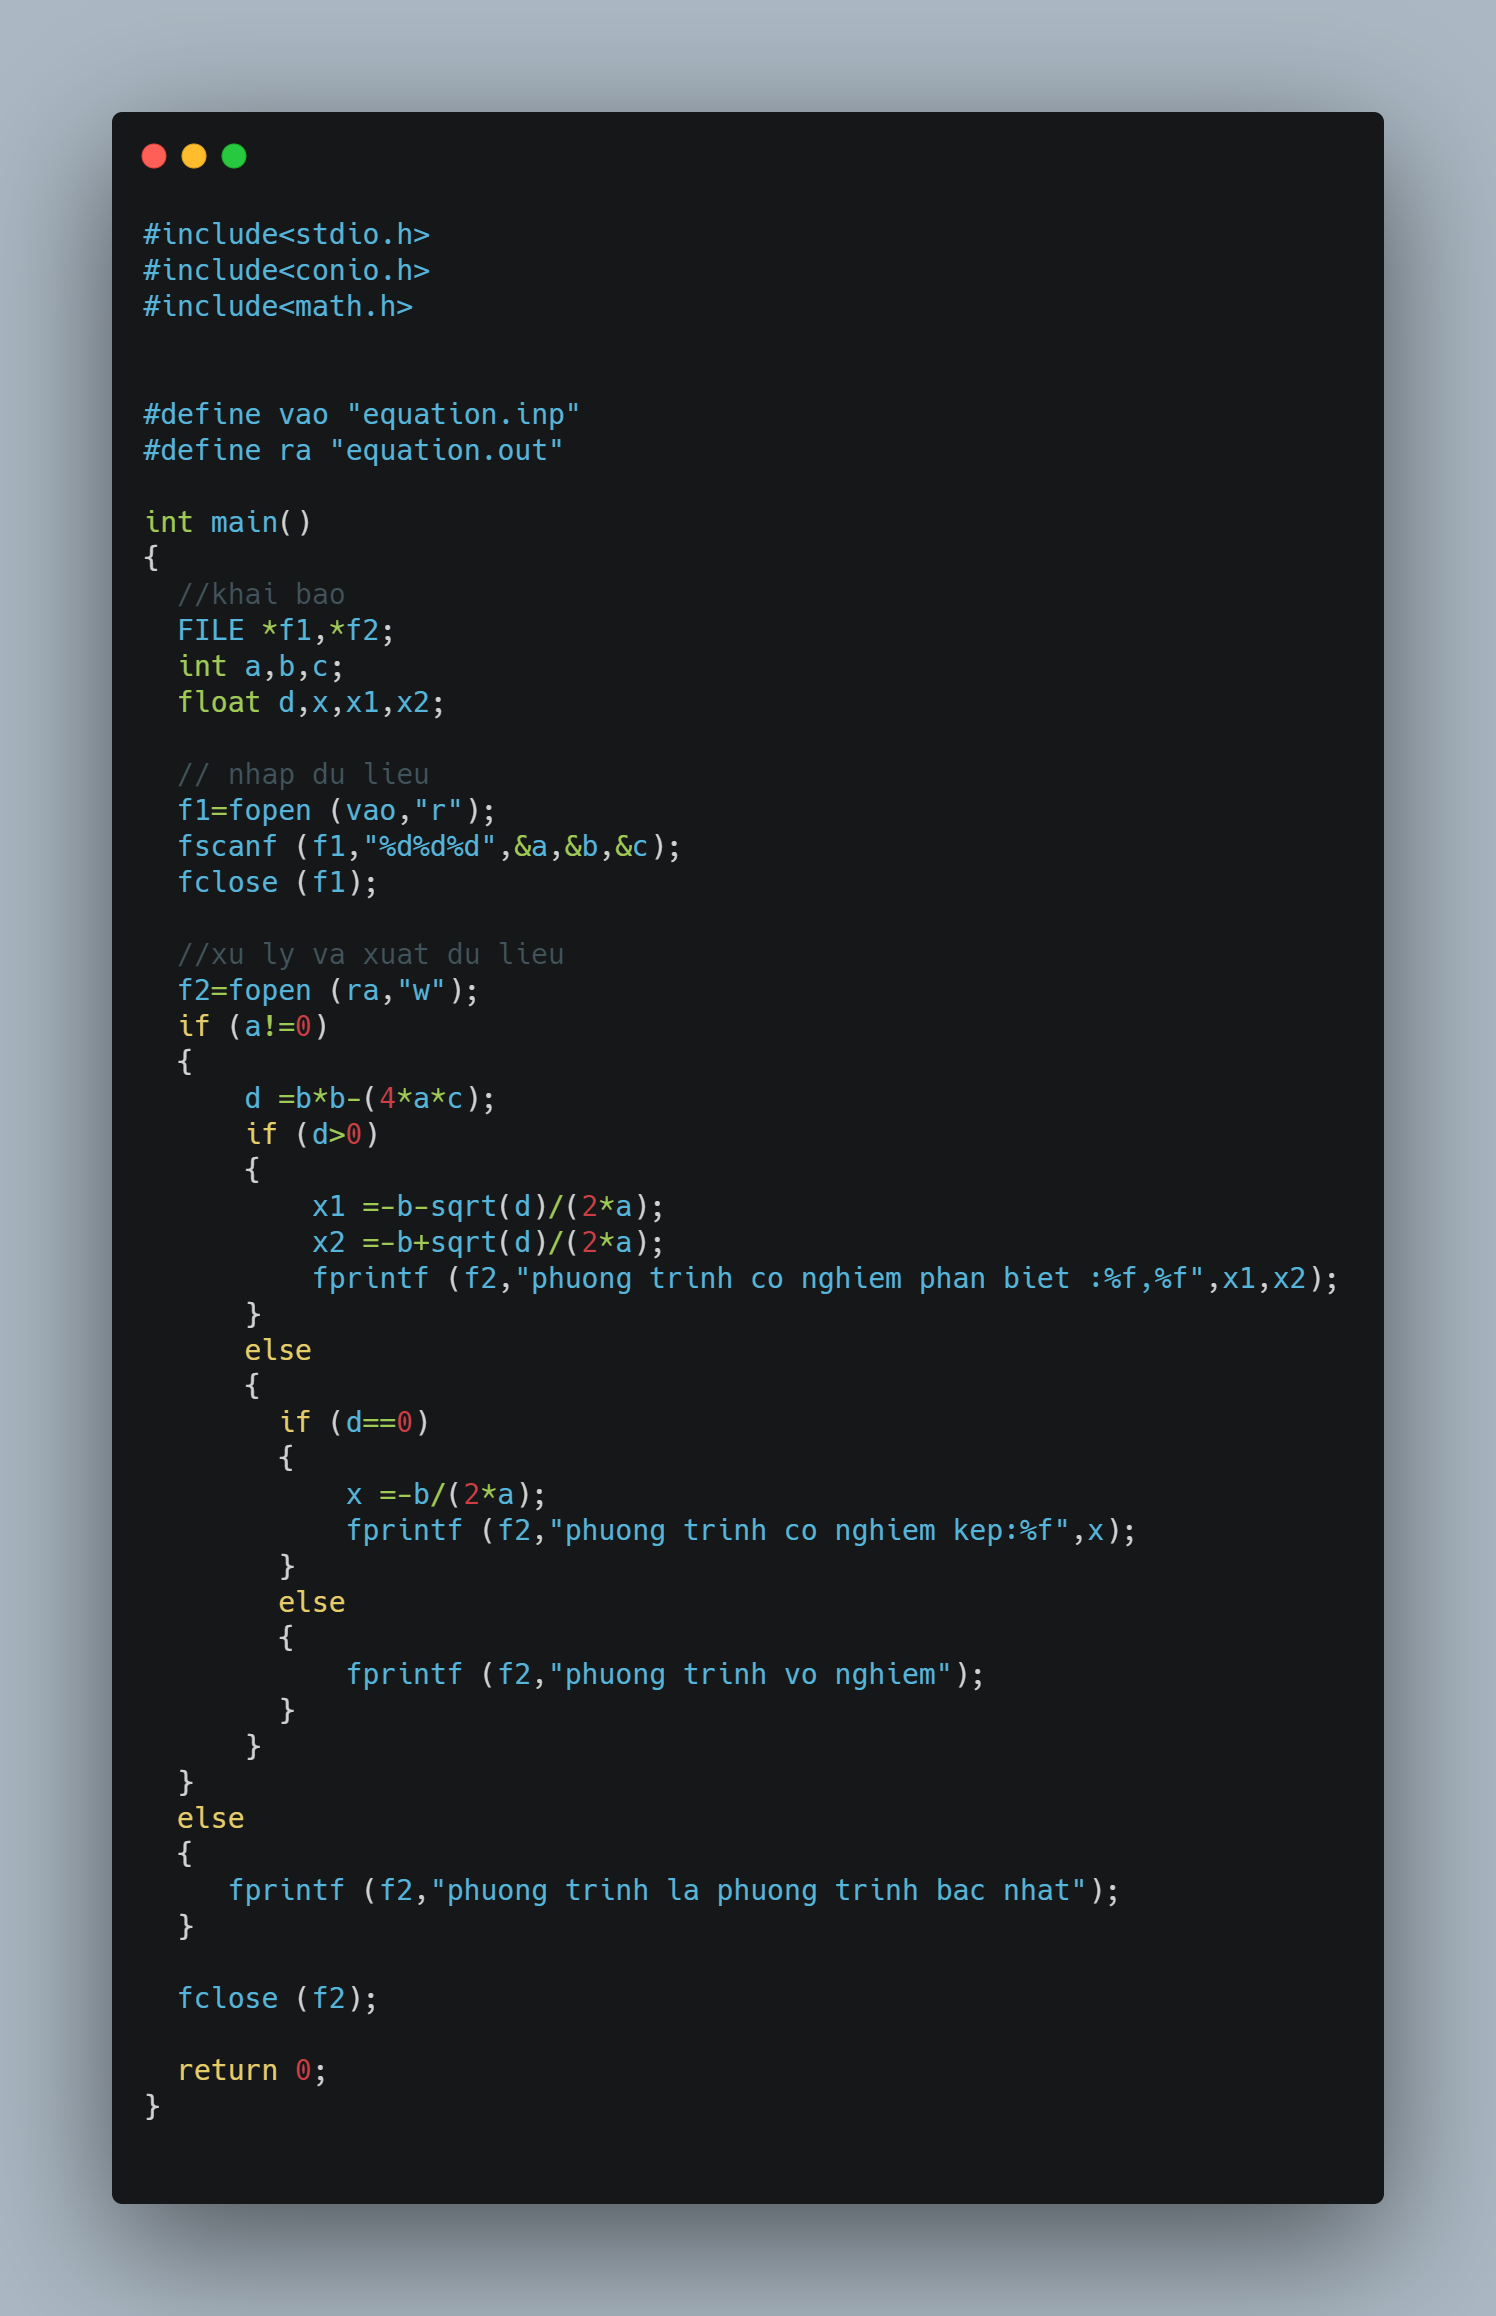 #include<stdio.h>
#include<conio.h>
#include<math.h>
#define vao "equation.inp"
#define ra "equation.out"
int main()
{
//khai bao
FILE *f1,*f2;
int a,b,c;
float d,x,x1,x2;
// nhap du lieu
f1=fopen (vao,"r");
fscanf (f1,"%d%d%d",&a,&b,&c);
fclose (f1);
//xu ly va xuat du lieu
f2=fopen (ra,"w");
if (a!=0)
{
d =b*b-(4*a*c);
if (d>0)
{
x1 =-b-sqrt(d)/(2*a);
x2 =-b+sqrt(d)/(2*a);
fprintf (f2,"phuong trinh co nghiem phan biet :%f,%f",x1,x2);
}
else
{
if (d==0)
{
x =-b/(2*a);
fprintf (f2,"phuong trinh co nghiem kep:%f",x);
}
else
{
fprintf (f2,"phuong trinh vo nghiem");
}
}
}
else
{
fprintf (f2,"phuong trinh la phuong trinh bac nhat");
}
fclose (f2);
return 0;
}